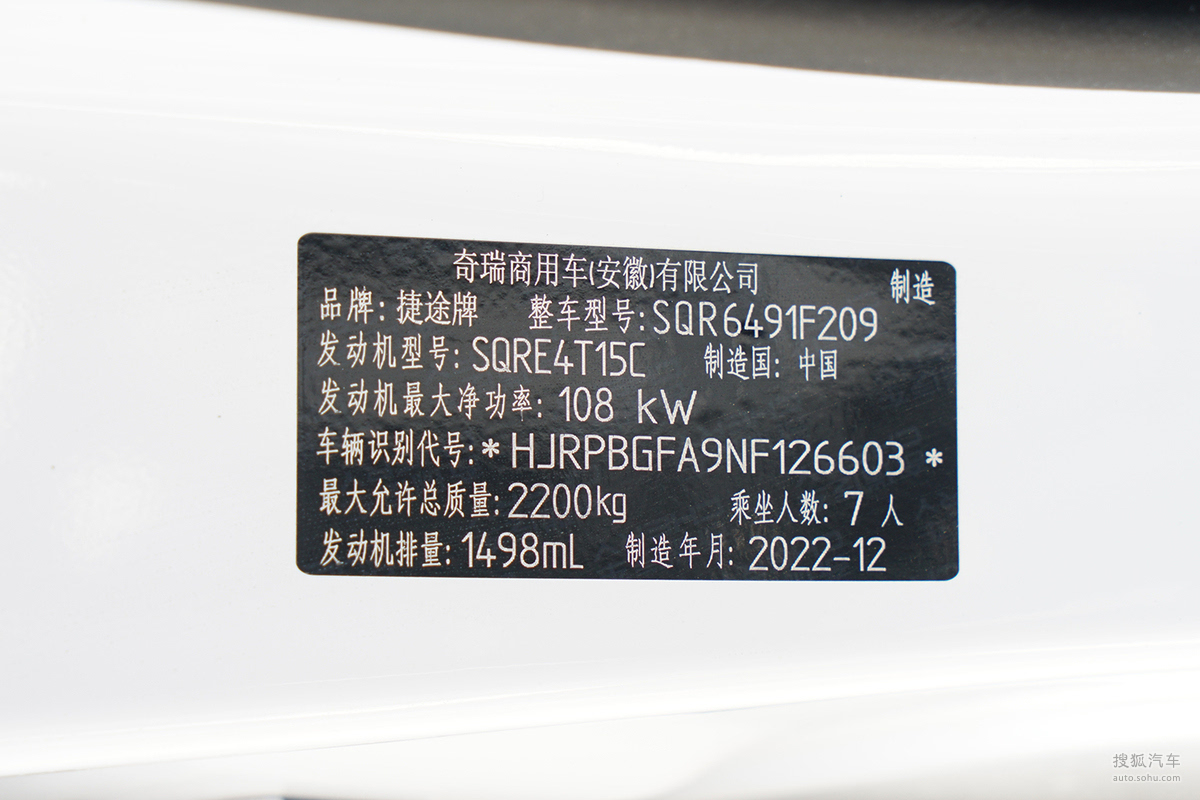 奇瑞商用车(安徽)有限公司 制造
品牌: 捷途牌 整车型号:SQR6491F209
发动机型号: SQRE4T15C 制造国: 中国
发动机最大净功率: 108 kW
车辆识别代号:*HJRPBGFA9NF126603*
最大允许总质量: 2200kg 乘坐人数: 7 人
发动机排量: 1498mL 制造年月: 2022-12
搜狐汽车
auto.sohu.com